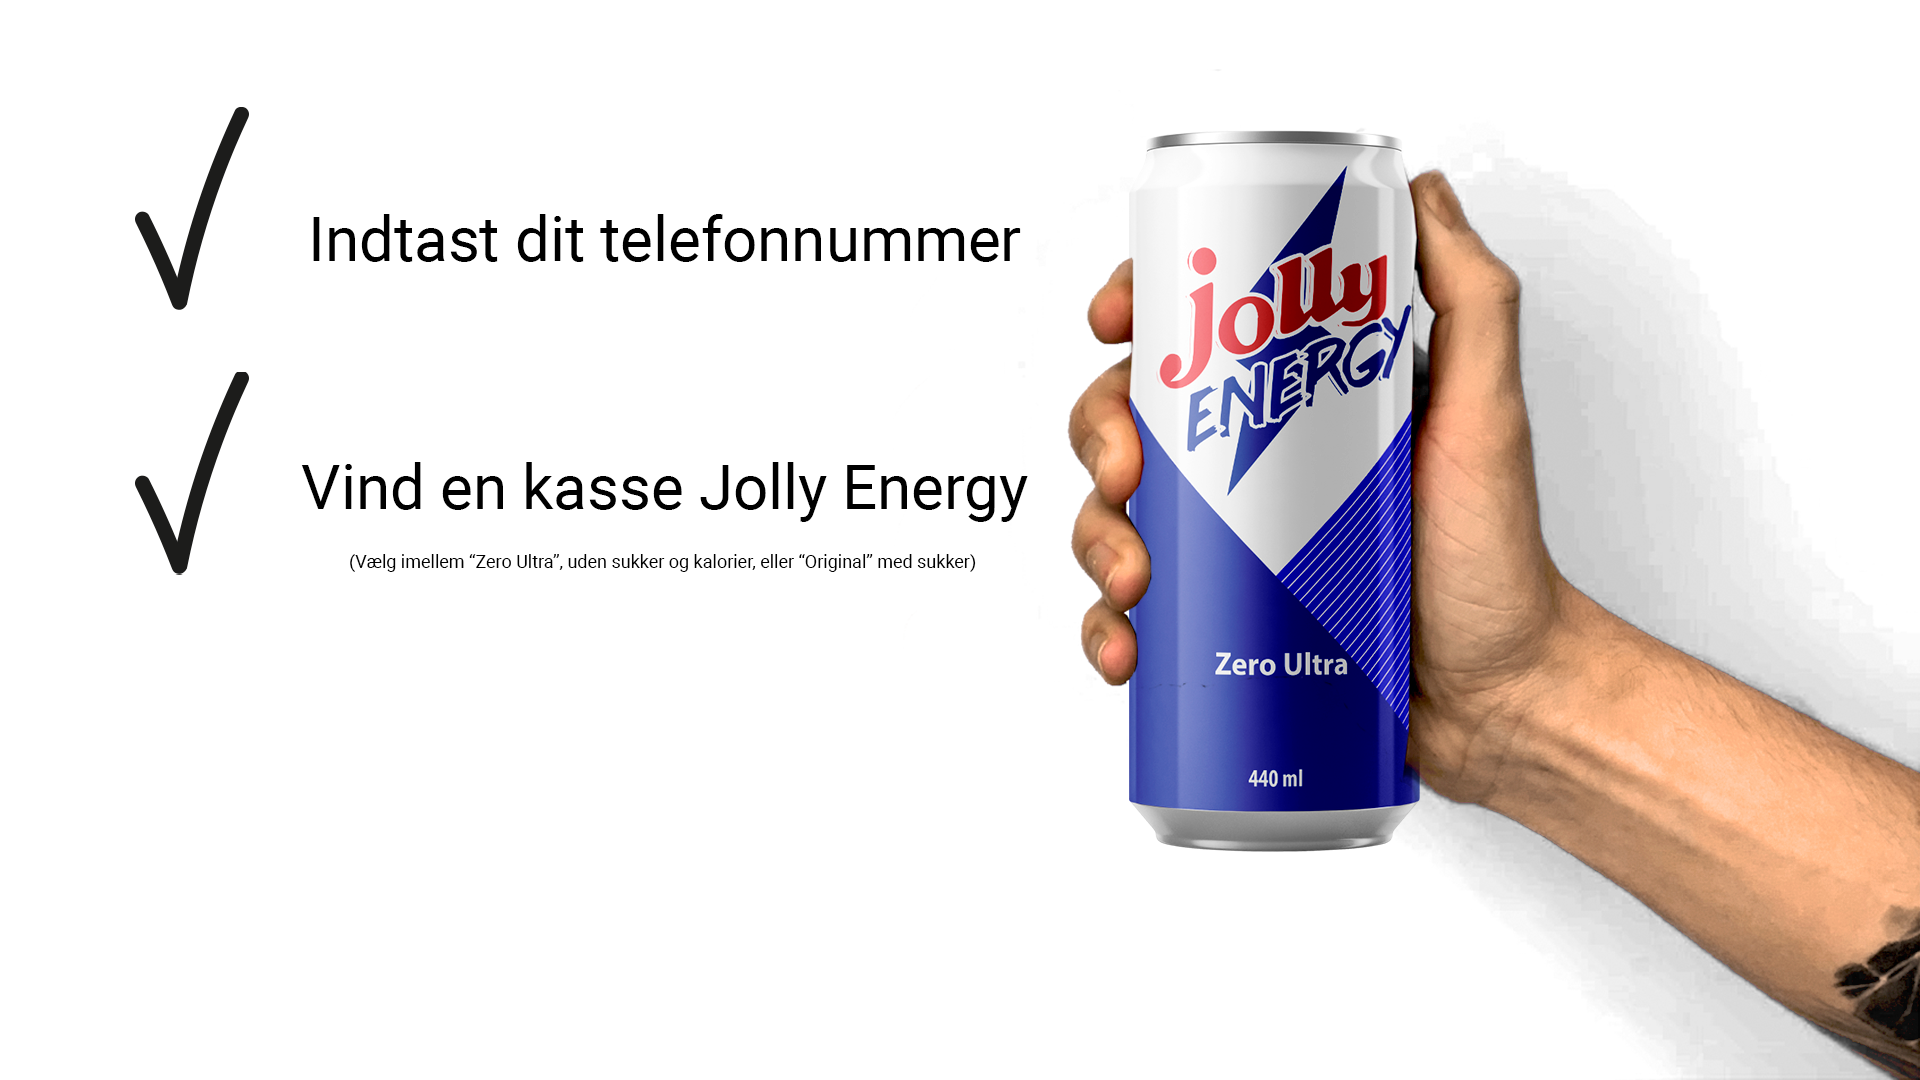 Indtast dit telefonnummer
Vind en kasse Jolly Energy
(Vælg imellem “Zero Ultra”, uden sukker og kalorier, eller “Original” med sukker)
jolly
ENERGY
Zero Ultra
440 ml